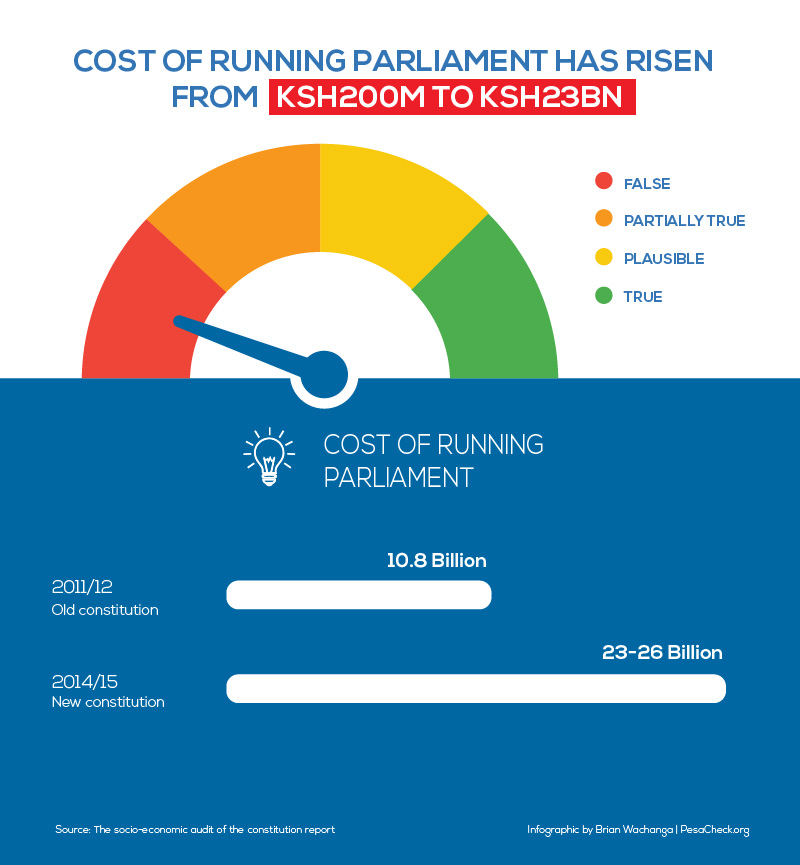 COST OF RUNNING PARLIAMENT HAS RISEN
FROM KSH200M TO KSH23BN
FALSE
PARTIALLY TRUE
PLAUSIBLE
TRUE
COST OF RUNNING
PARLIAMENT
10.8 Billion
2011/12
Old constitution
23-26 Billion
2014/15
New constitution
Source: The socio-economic audit of the constitution report
Infographic by Brian Wachanga | PesaCheck.org